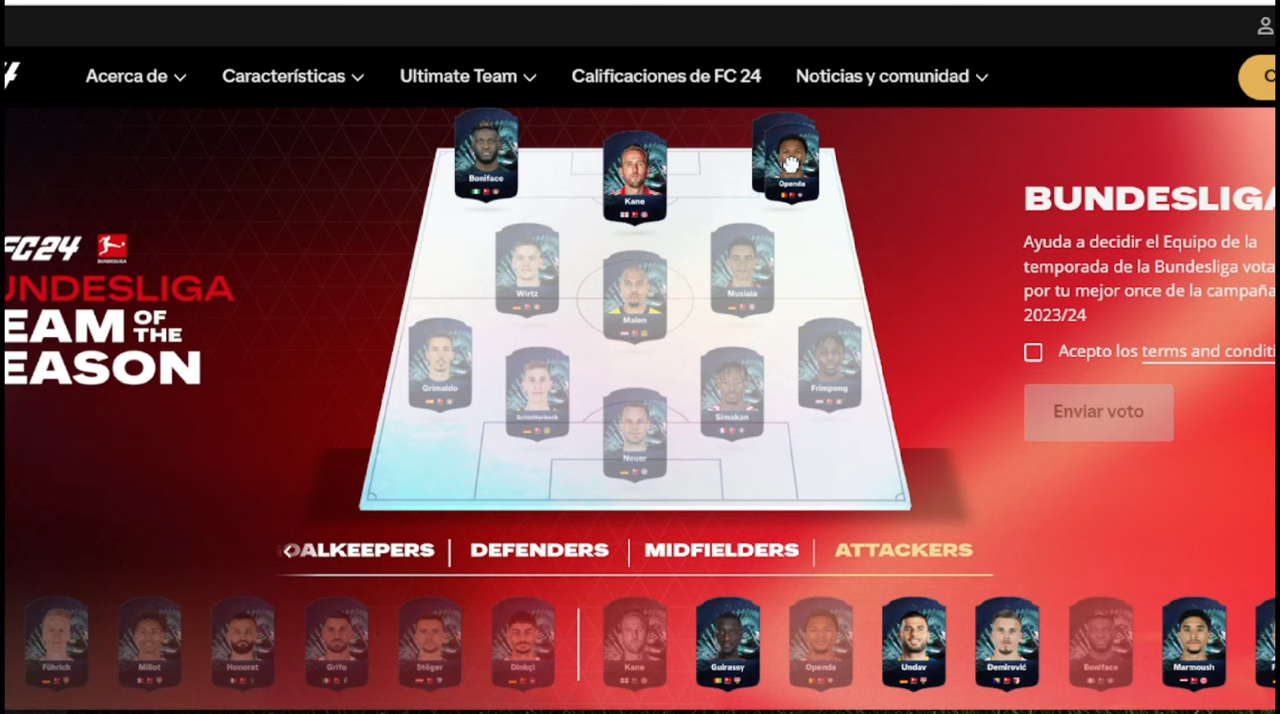 Acerca de
Características
Ultimate Team
Calificaciones de FC 24
Noticias y comunidad
Boniface
Kane
Openda
FC24
BUNDESLIGA
UNDESLIGA
EAM OF THE
EASON
BUNDESLIGA
Ayuda a decidir el Equipo de la
temporada de la Bundesliga vota
por tu mejor once de la campaña
2023/24
Acepto los terms and conditi
Enviar voto
Wirtz
Malen
Musiala
Grimaldo
Schlotterbeck
Neuer
Simakan
Frimpong
OALKEEPERS
DEFENDERS
MIDFIELDERS
ATTACKERS
Führich
Millot
Honorat
Grifo
Stöger
Dinkçi
Kane
Guirassy
Openda
Undav
Demirović
Boniface
Marmoush